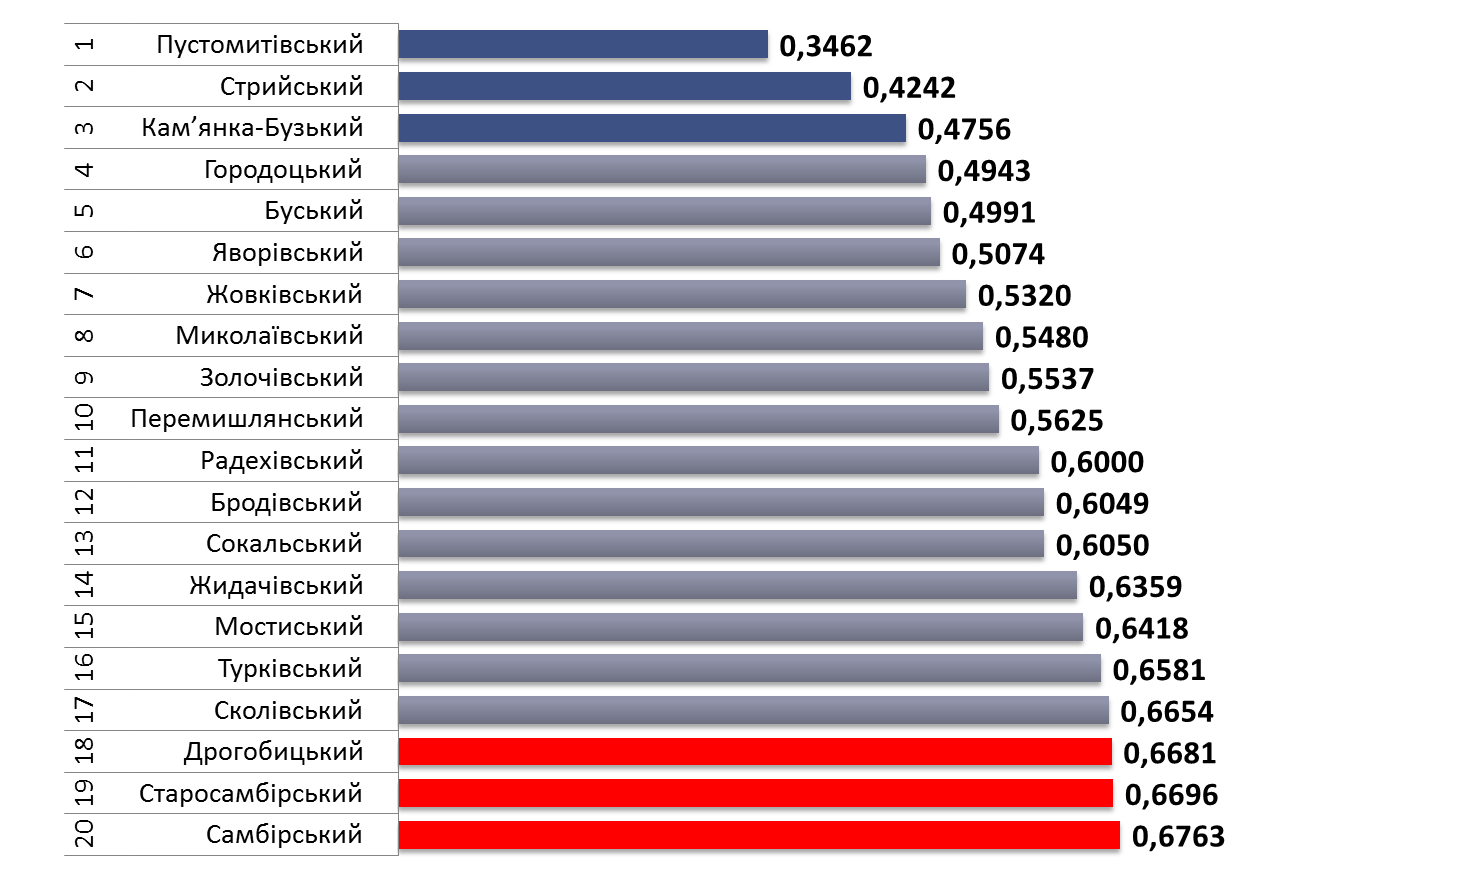 1 Пустомитівський 0,3462
2 Стрийський 0,4242
3 Кам’янка-Бузький 0,4756
4 Городоцький 0,4943
5 Буський 0,4991
6 Яворівський 0,5074
7 Жовківський 0,5320
8 Миколаївський 0,5480
9 Золочівський 0,5537
10 Перемишлянський 0,5625
11 Радехівський 0,6000
12 Бродівський 0,6049
13 Сокальський 0,6050
14 Жидачівський 0,6359
15 Мостиський 0,6418
16 Турківський 0,6581
17 Сколівський 0,6654
18 Дрогобицький 0,6681
19 Старосамбірський 0,6696
20 Самбірський 0,6763